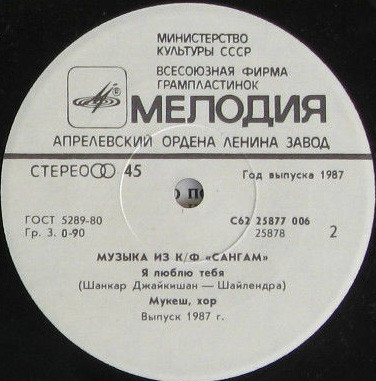 МИНИСТЕРСТВО
КУЛЬТУРЫ СССР
ВСЕСОЮЗНАЯ ФИРМА
ГРАМПЛАСТИНОК
МЕЛОДИЯ
АПРЕЛЕВСКИЙ ОРДЕНА ЛЕНИНА ЗАВОД
СТЕРЕО 45
Год выпуска 1987
ГОСТ 5289-80
Гр. 3. 0-90
С62 25877 006
25878
2
МУЗЫКА ИЗ К/Ф «САНГАМ»
Я люблю тебя
(Шанкар Джайкишан — Шайлендра)
Мукеш, хор
Выпуск 1987 г.